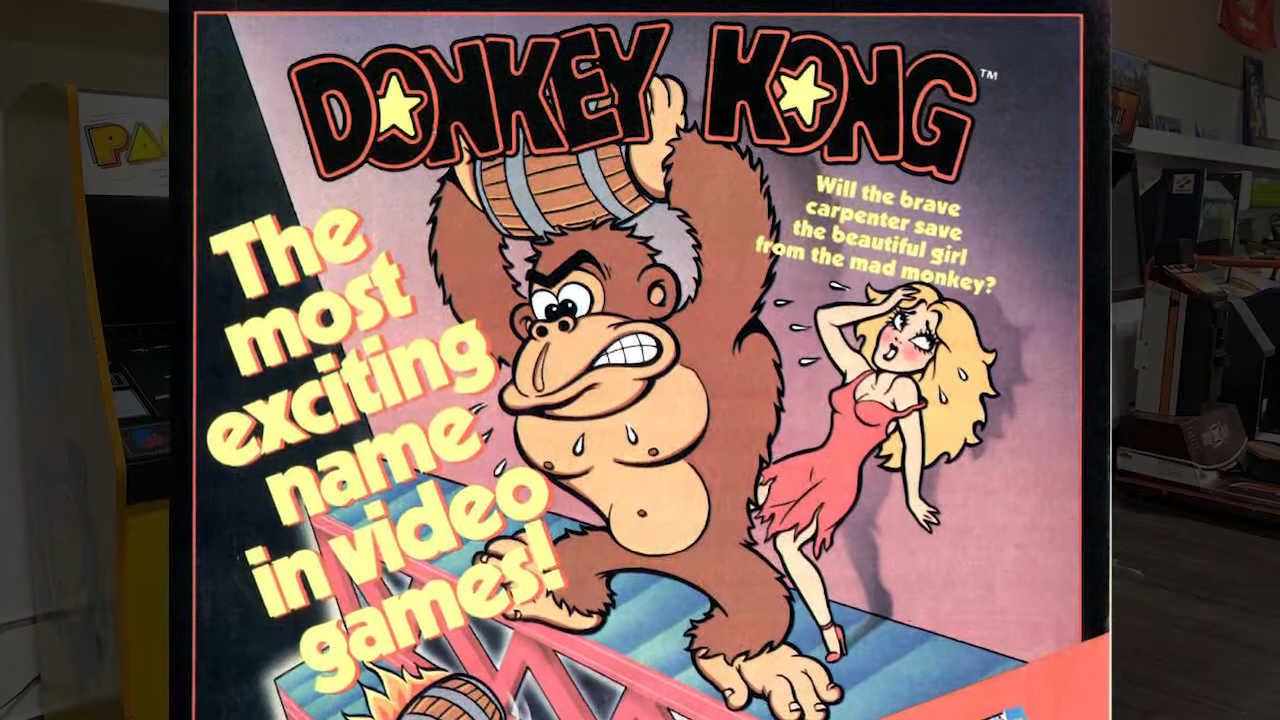 DONKEY KONG™
Will the brave
carpenter save
the beautiful girl
from the mad monkey?
The
most
exciting
name
in video
games!
PAC